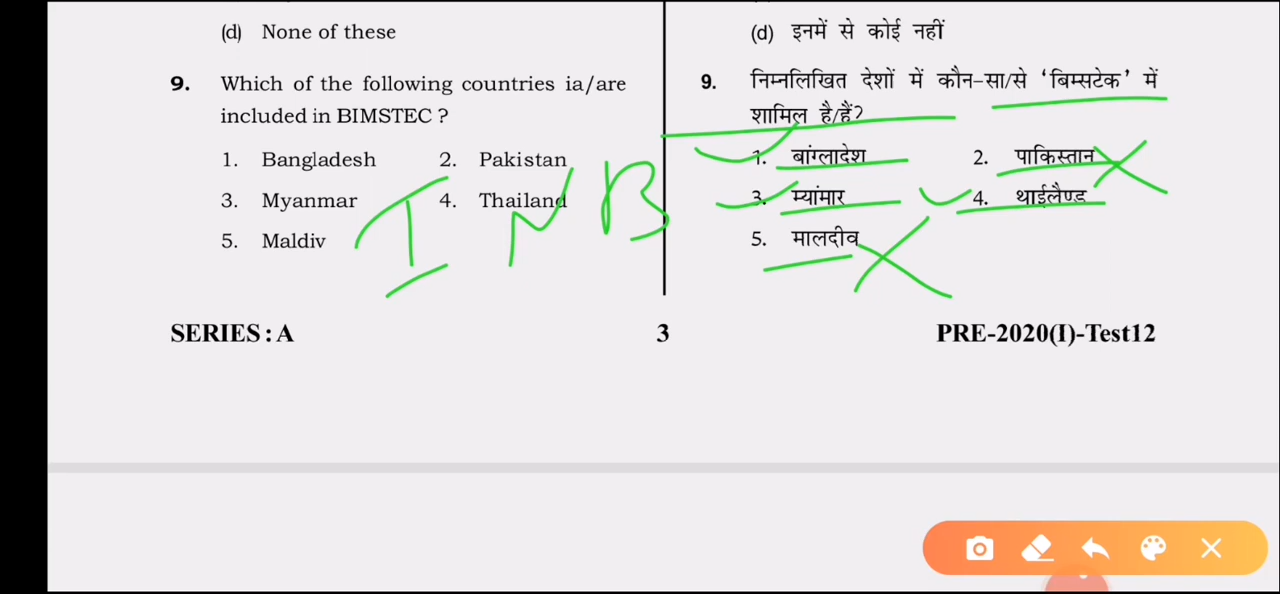 (d) None of these
9. Which of the following countries ia/are
included in BIMSTEC ?
1. Bangladesh 2. Pakistan
3. Myanmar 4. Thailand
5. Maldiv
I N B
(d) इनमें से कोई नहीं
9. निम्नलिखित देशों में कौन-सा/से ‘बिम्सटेक’ में
शामिल है/हैं?
1. बांग्लादेश 2. पाकिस्तान
3. म्यांमार 4. थाईलैण्ड
5. मालदीव
SERIES : A 3 PRE-2020(I)-Test12